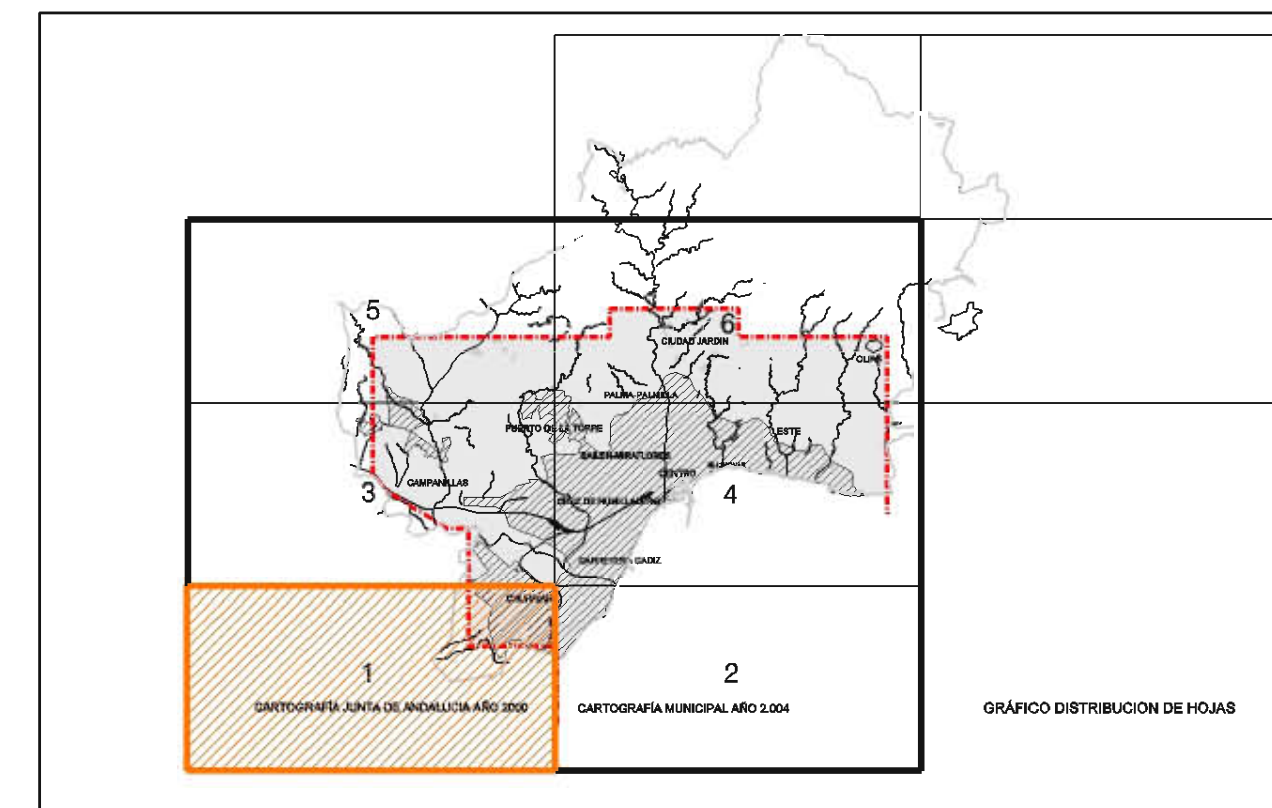 5
6
CIUDAD JARDIN
OLIAS
PALMA-PALMILLA
PUERTO DE LA TORRE
ESTE
BAILEN-MIRAFLORES
CENTRO
CAMPANILLAS
3
4
CRUZ DE HUMILLADERO
CARRETERA CADIZ
CHURRIANA
1
2
CARTOGRAFÍA JUNTA DE ANDALUCIA AÑO 2000
CARTOGRAFÍA MUNICIPAL AÑO 2.004
GRÁFICO DISTRIBUCION DE HOJAS